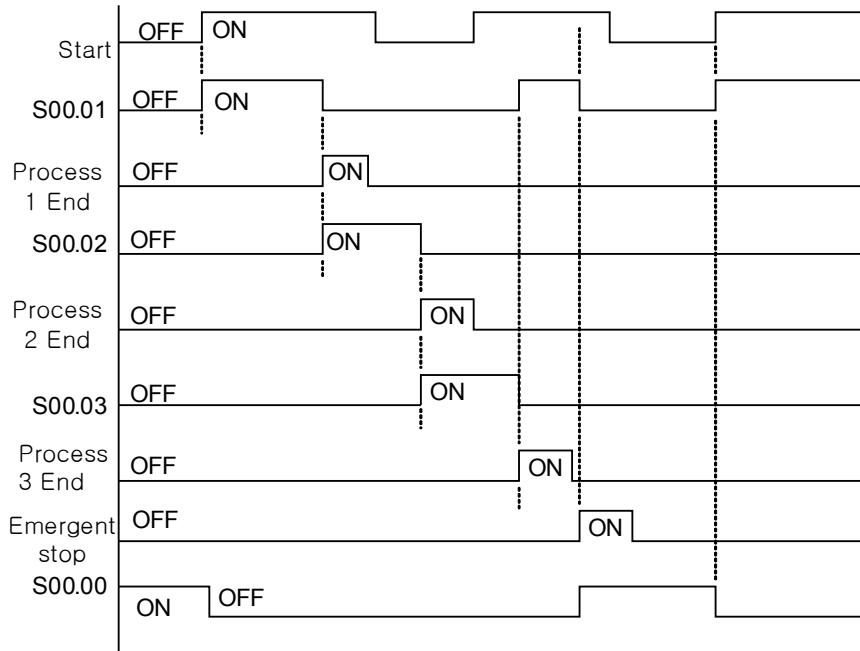 Start OFF ON
S00.01 OFF ON
Process
1 End
OFF ON
S00.02 OFF ON
Process
2 End
OFF ON
S00.03 OFF ON
Process
3 End
OFF ON
Emergent
stop
OFF ON
S00.00 ON OFF